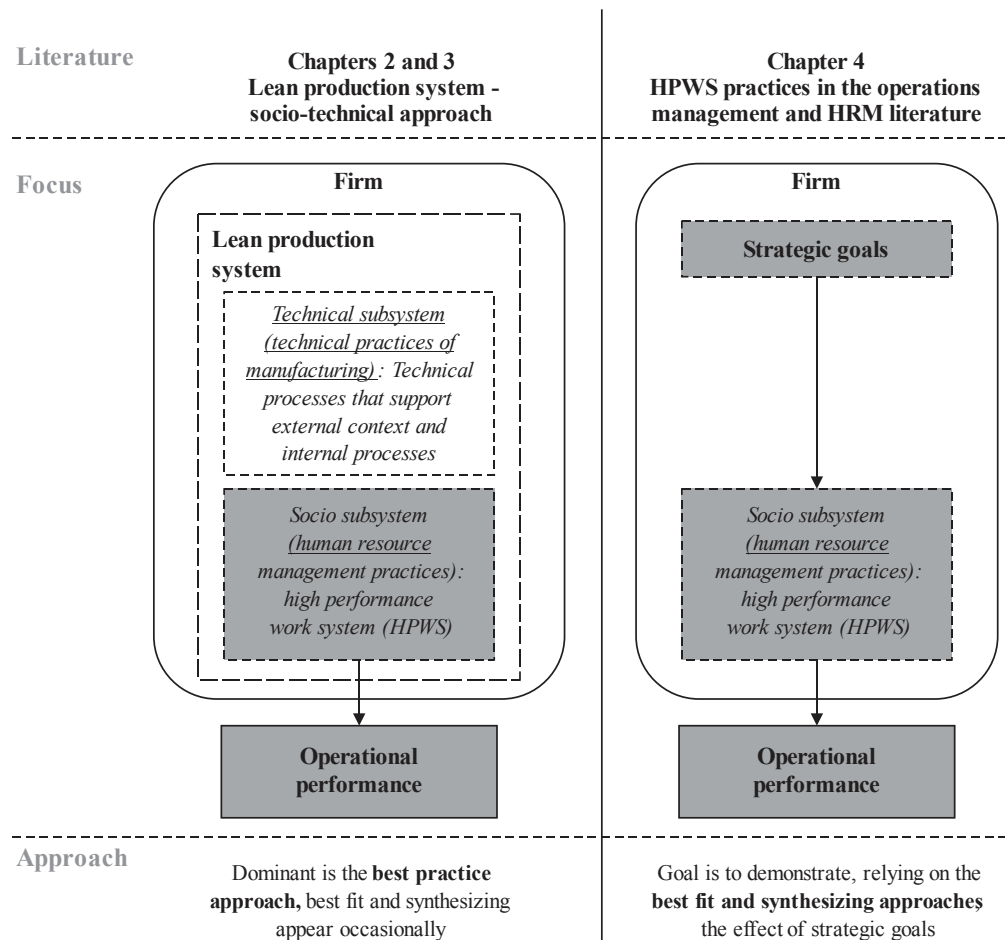 Literature
Chapters 2 and 3
Lean production system -
socio-technical approach
Chapter 4
HPWS practices in the operations
management and HRM literature
Focus
Firm
Lean production
system
Technical subsystem
(technical practices of
manufacturing) : Technical
processes that support
external context and
internal processes
Socio subsystem
(human resource
management practices):
high performance
work system (HPWS)
Operational
performance
Firm
Strategic goals
Socio subsystem
(human resource
management practices):
high performance
work system (HPWS)
Operational
performance
Approach
Dominant is the best practice
approach, best fit and synthesizing
appear occasionally
Goal is to demonstrate, relying on the
best fit and synthesizing approaches,
the effect of strategic goals